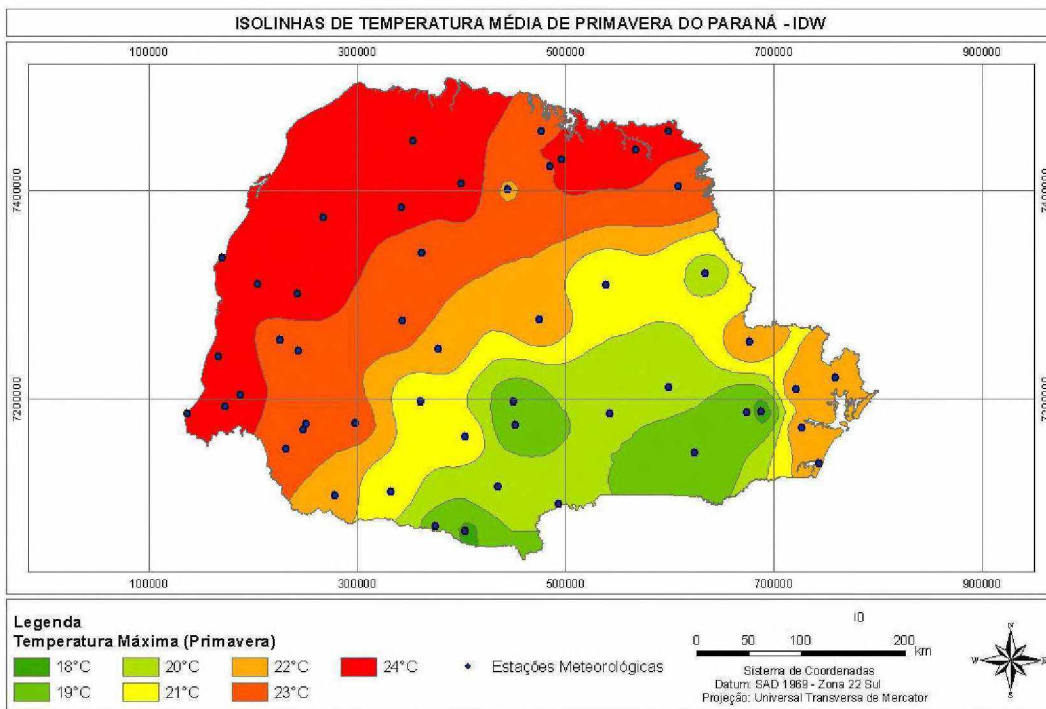 ISOLINHAS DE TEMPERATURA MÉDIA DE PRIMAVERA DO PARANÁ - IDW
100000 300000 500000 700000 900000
7400000 7400000
7200000 7200000
100000 300000 500000 700000 900000
Legenda
Temperatura Máxima (Primavera)
18°C 20°C 22°C 24°C Estações Meteorológicas
19°C 21°C 23°C
0 50 100 200
km
Sistema de Coordenadas
Datum: SAD 1969 - Zona 22 Sul
Projeção: Universal Transversa de Mercator
N
W E
S